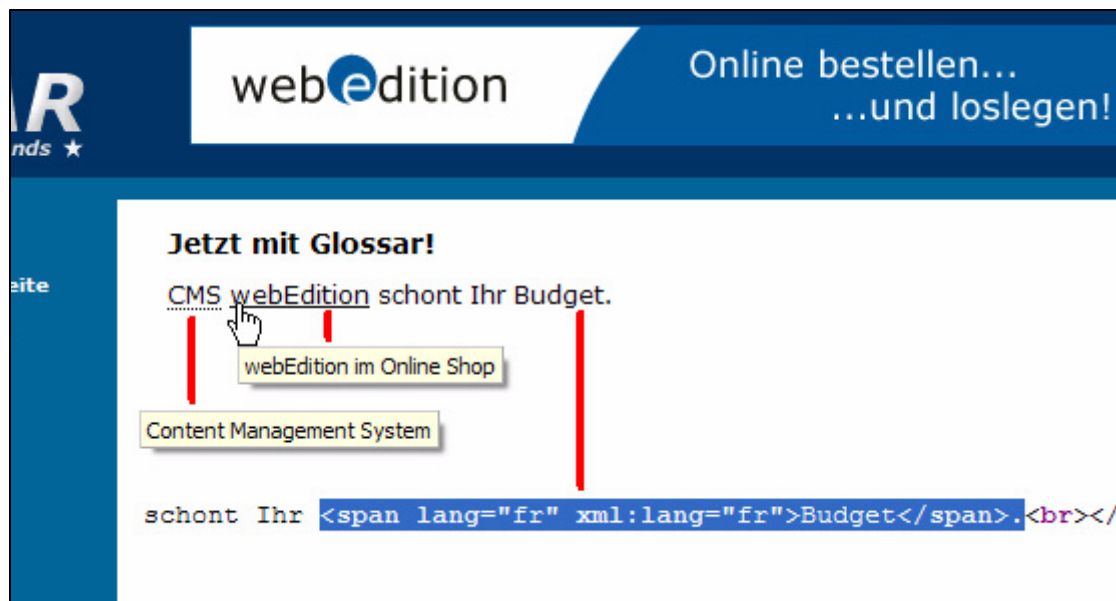 webedition
Online bestellen...
...und loslegen!
AR
nds ★
eite
Jetzt mit Glossar!
CMS webEdition schont Ihr Budget.
webEdition im Online Shop
Content Management System
schont Ihr <span lang="fr" xml:lang="fr">Budget</span>.<br></